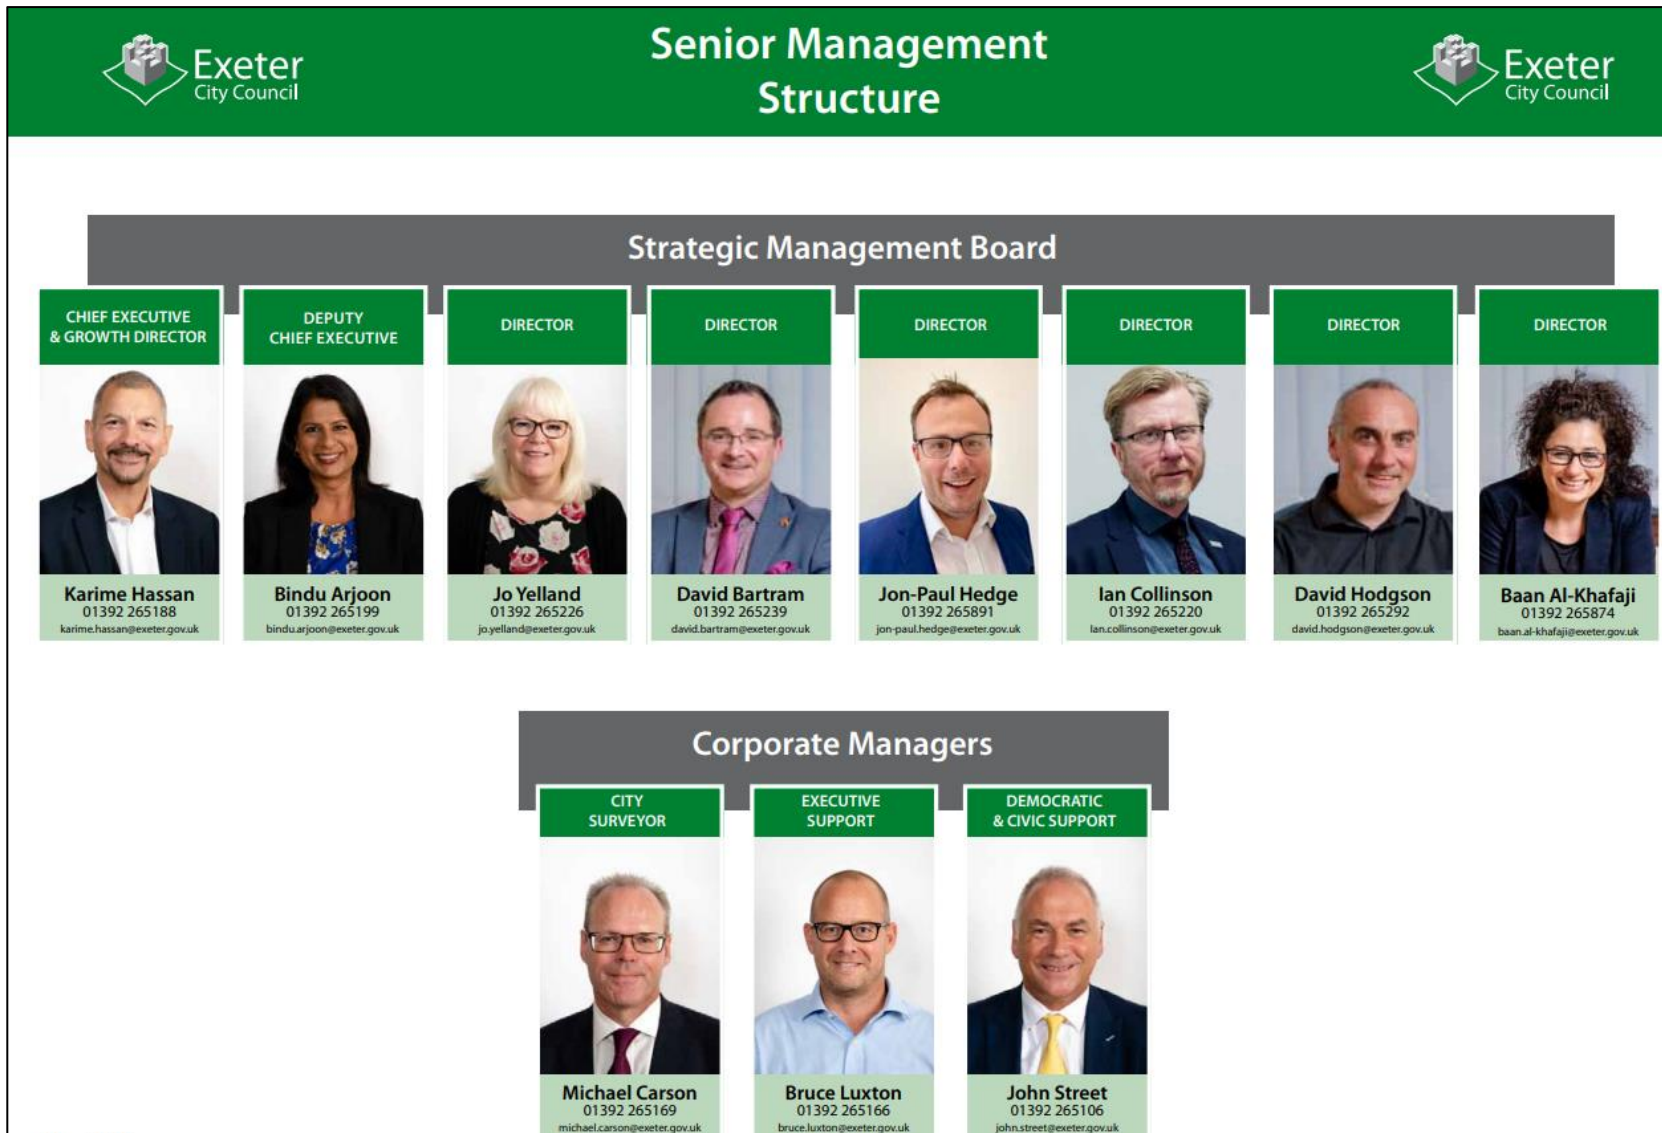 Exeter
City Council
Senior Management
Structure
Exeter
City Council
Strategic Management Board
CHIEF EXECUTIVE
& GROWTH DIRECTOR
DEPUTY
CHIEF EXECUTIVE
DIRECTOR
DIRECTOR
DIRECTOR
DIRECTOR
DIRECTOR
DIRECTOR
Karime Hassan
01392 265188
karime.hassan@exeter.gov.uk
Bindu Arjoon
01392 265199
bindu.arjoon@exeter.gov.uk
Jo Yelland
01392 265226
jo.yelland@exeter.gov.uk
David Bartram
01392 265239
david.bartram@exeter.gov.uk
Jon-Paul Hedge
01392 265891
jon-paul.hedge@exeter.gov.uk
Ian Collinson
01392 265220
Ian.collinson@exeter.gov.uk
David Hodgson
01392 265292
david.hodgson@exeter.gov.uk
Baan Al-Khafaji
01392 265874
baan.al-khafaji@exeter.gov.uk
Corporate Managers
CITY
SURVEYOR
EXECUTIVE
SUPPORT
DEMOCRATIC
& CIVIC SUPPORT
Michael Carson
01392 265169
michael.carson@exeter.gov.uk
Bruce Luxton
01392 265166
bruce.luxton@exeter.gov.uk
John Street
01392 265106
john.street@exeter.gov.uk